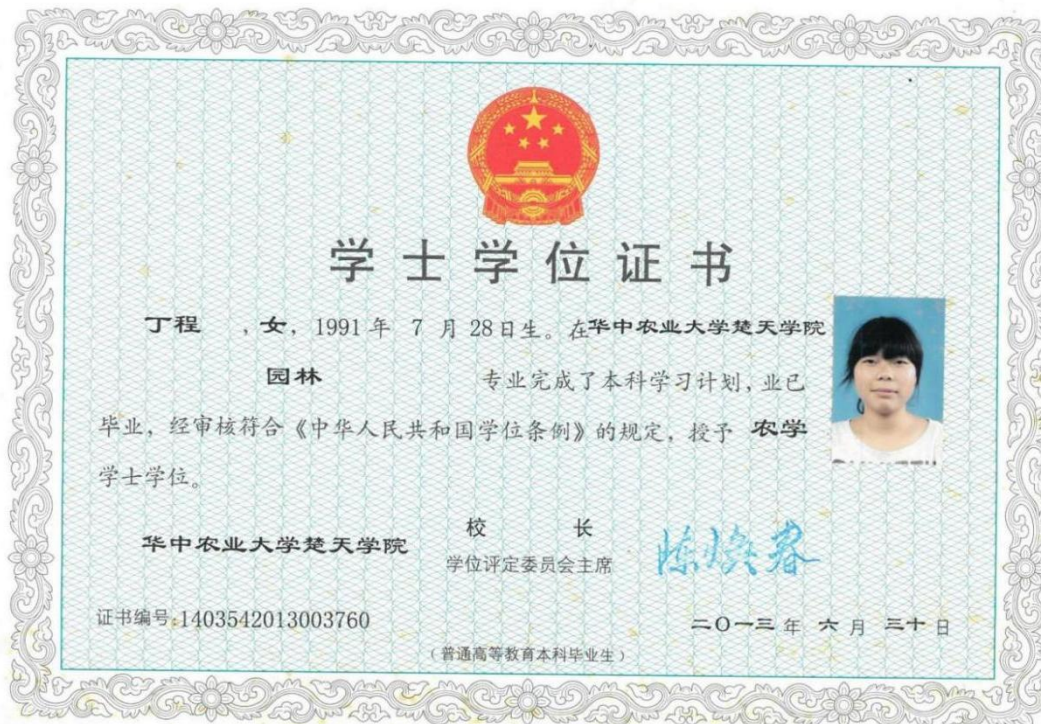 学士学位证书
丁程 ,女,1991年 7 月 28日生。在华中农业大学楚天学院
园林 专业完成了本科学习计划,业已
毕业,经审核符合《中华人民共和国学位条例》的规定,授予 农学
学士学位。
华中农业大学楚天学院
校 长
学位评定委员会主席
陈焕春
证书编号:1403542013003760
二〇一三 年 六 月 三十 日
(普通高等教育本科毕业生)